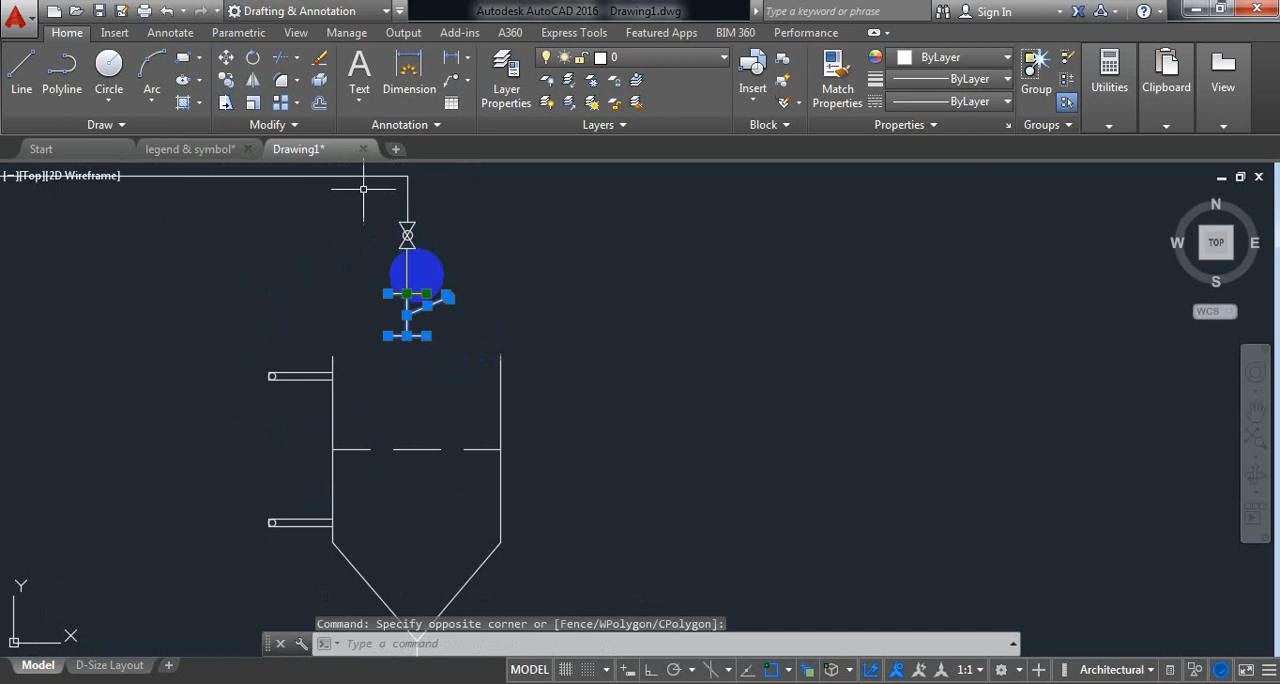 Drafting & Annotation
Autodesk AutoCAD 2016 Drawing1.dwg
Type a keyword or phrase
Sign In
Home Insert Annotate Parametric View Manage Output Add-ins A360 Express Tools Featured Apps BIM 360 Performance
0
ByLayer
Line Polyline Circle Arc
Text Dimension
Layer Properties
Insert
Match Properties
ByLayer
ByLayer
Group
Utilities
Clipboard
View
Draw Modify Annotation Layers Block Properties Groups
Start legend & symbol* Drawing1*
[−][Top][2D Wireframe]
N
W TOP E
S
WCS
Y
X
Command: Specify opposite corner or [Fence/WPolygon/CPolygon]:
Type a command
Model D-Size Layout MODEL 1:1 Architectural